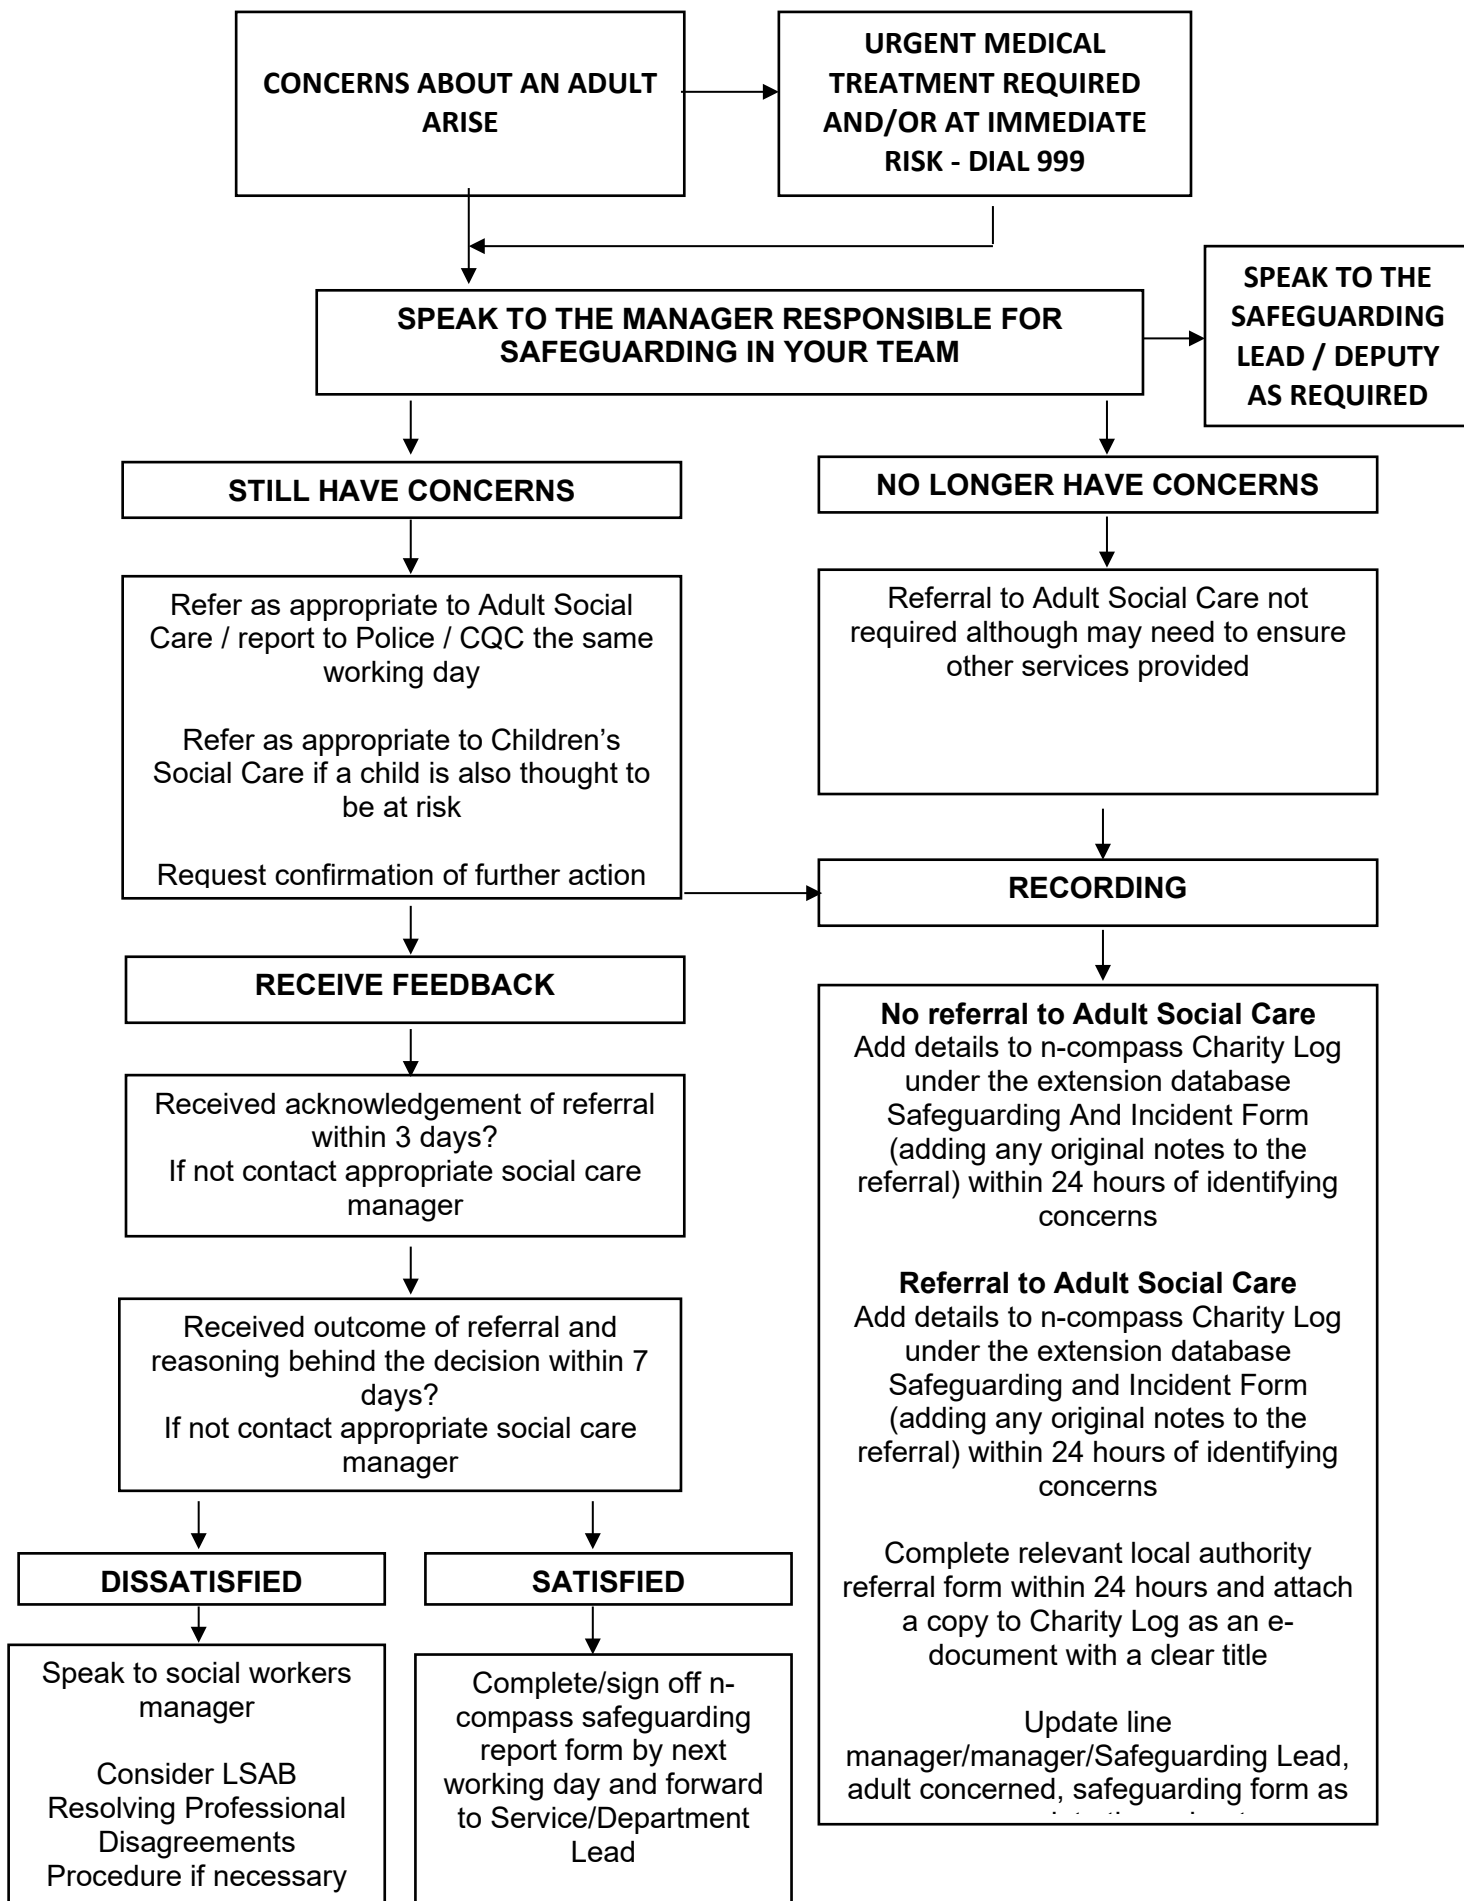 CONCERNS ABOUT AN ADULT
ARISE
URGENT MEDICAL
TREATMENT REQUIRED
AND/OR AT IMMEDIATE
RISK - DIAL 999
SPEAK TO THE MANAGER RESPONSIBLE FOR
SAFEGUARDING IN YOUR TEAM
SPEAK TO THE
SAFEGUARDING
LEAD / DEPUTY
AS REQUIRED
STILL HAVE CONCERNS
NO LONGER HAVE CONCERNS
Refer as appropriate to Adult Social
Care / report to Police / CQC the same
working day
Refer as appropriate to Children’s
Social Care if a child is also thought to
be at risk
Request confirmation of further action
Referral to Adult Social Care not
required although may need to ensure
other services provided
RECORDING
RECEIVE FEEDBACK
Received acknowledgement of referral
within 3 days?
If not contact appropriate social care
manager
Received outcome of referral and
reasoning behind the decision within 7
days?
If not contact appropriate social care
manager
No referral to Adult Social Care
Add details to n-compass Charity Log
under the extension database
Safeguarding And Incident Form
(adding any original notes to the
referral) within 24 hours of identifying
concerns
Referral to Adult Social Care
Add details to n-compass Charity Log
under the extension database
Safeguarding and Incident Form
(adding any original notes to the
referral) within 24 hours of identifying
concerns
Complete relevant local authority
referral form within 24 hours and attach
a copy to Charity Log as an e-
document with a clear title
Update line
manager/manager/Safeguarding Lead,
adult concerned, safeguarding form as
DISSATISFIED
SATISFIED
Speak to social workers
manager
Consider LSAB
Resolving Professional
Disagreements
Procedure if necessary
Complete/sign off n-
compass safeguarding
report form by next
working day and forward
to Service/Department
Lead